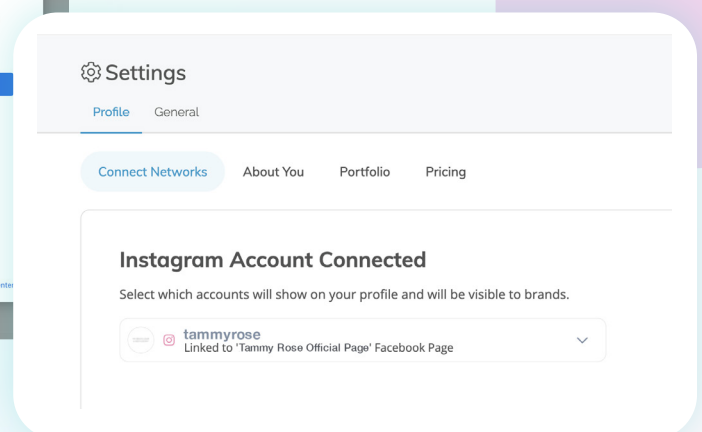 Settings
Profile General
Connect Networks About You Portfolio Pricing
Instagram Account Connected
Select which accounts will show on your profile and will be visible to brands.
tammyrose
Linked to 'Tammy Rose Official Page' Facebook Page